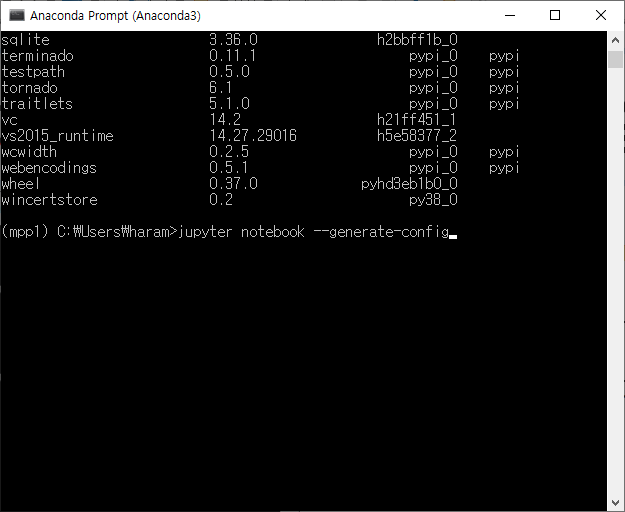 Anaconda Prompt (Anaconda3)
sqlite 3.36.0 h2bbff1b_0
terminado 0.11.1 pypi_0 pypi
testpath 0.5.0 pypi_0 pypi
tornado 6.1 pypi_0 pypi
traitlets 5.1.0 pypi_0 pypi
vc 14.2 h21ff451_1
vs2015_runtime 14.27.29016 h5e58377_2
wcwidth 0.2.5 pypi_0 pypi
webencodings 0.5.1 pypi_0 pypi
wheel 0.37.0 pyhd3eb1b0_0
wincertstore 0.2 py38_0
(mpp1) C:₩Users₩haram>jupyter notebook --generate-config